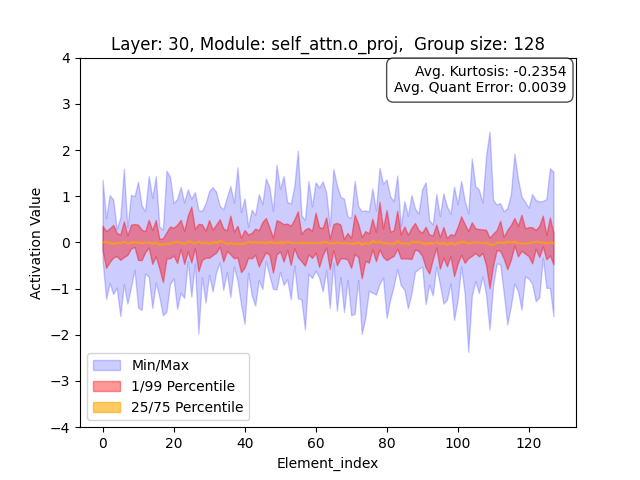 Layer: 30, Module: self_attn.o_proj,  Group size: 128
Avg. Kurtosis: -0.2354
Avg. Quant Error: 0.0039
Activation Value
4
3
2
1
0
−1
−2
−3
−4
Min/Max
1/99 Percentile
25/75 Percentile
0 20 40 60 80 100 120
Element_index